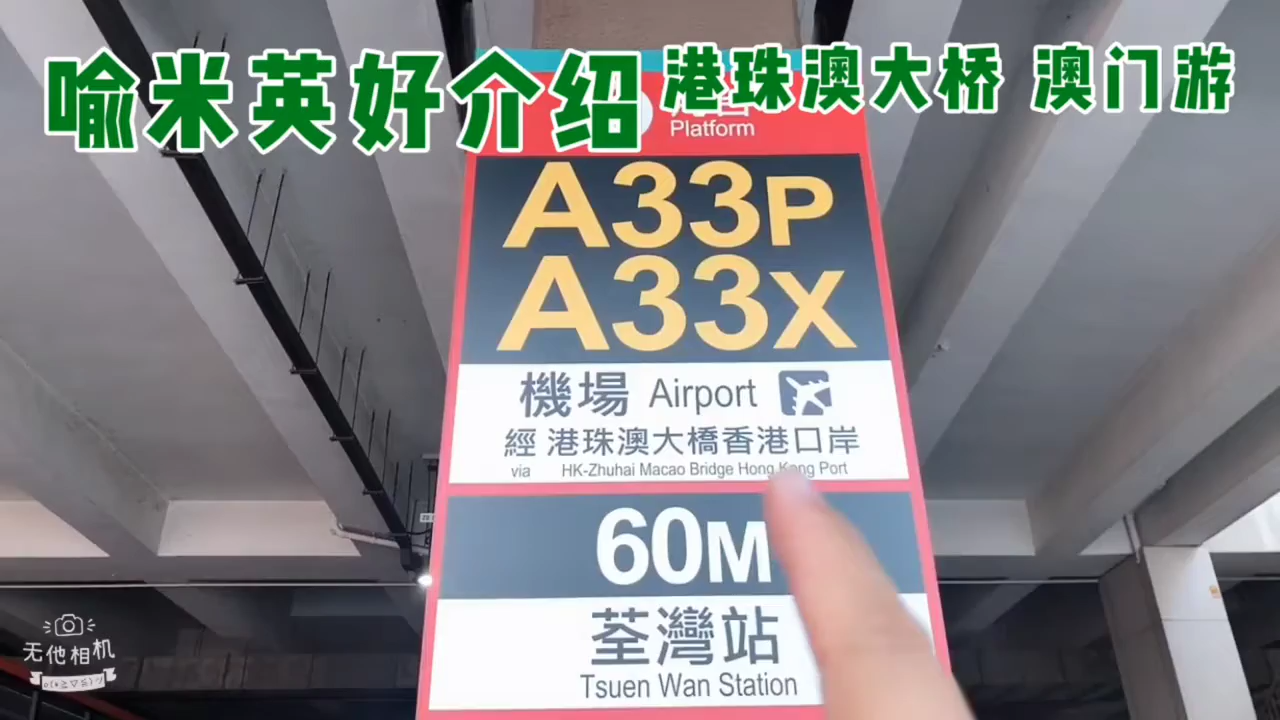 喻米英好介绍 港珠澳大桥 澳门游
Platform
A33P
A33X
機場 Airport
經 港珠澳大橋香港口岸
via HK-Zhuhai Macao Bridge Hong Kong Port
60M
荃灣站
Tsuen Wan Station
无他相机